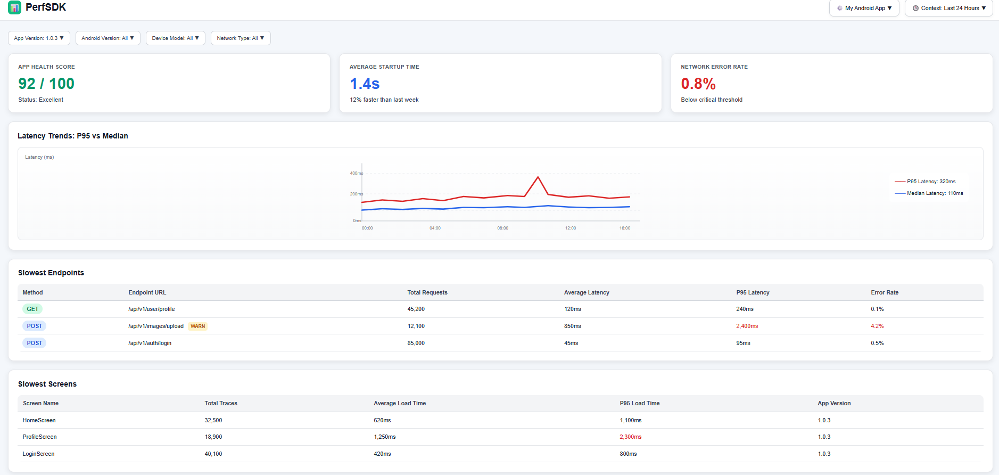 PerfSDK
My Android App ▼
Context: Last 24 Hours ▼
App Version: 1.0.3 ▼
Android Version: All ▼
Device Model: All ▼
Network Type: All ▼
APP HEALTH SCORE
92 / 100
Status: Excellent
AVERAGE STARTUP TIME
1.4s
12% faster than last week
NETWORK ERROR RATE
0.8%
Below critical threshold
Latency Trends: P95 vs Median
Latency (ms)
400ms
200ms
0ms
00:00 04:00 08:00 12:00 16:00
P95 Latency: 320ms
Median Latency: 110ms
Slowest Endpoints
Method Endpoint URL Total Requests Average Latency P95 Latency Error Rate
GET /api/v1/user/profile 45,200 120ms 240ms 0.1%
POST /api/v1/images/upload WARN 12,100 850ms 2,400ms 4.2%
POST /api/v1/auth/login 85,000 45ms 95ms 0.5%
Slowest Screens
Screen Name Total Traces Average Load Time P95 Load Time App Version
HomeScreen 32,500 620ms 1,100ms 1.0.3
ProfileScreen 18,900 1,250ms 2,300ms 1.0.3
LoginScreen 40,100 420ms 800ms 1.0.3